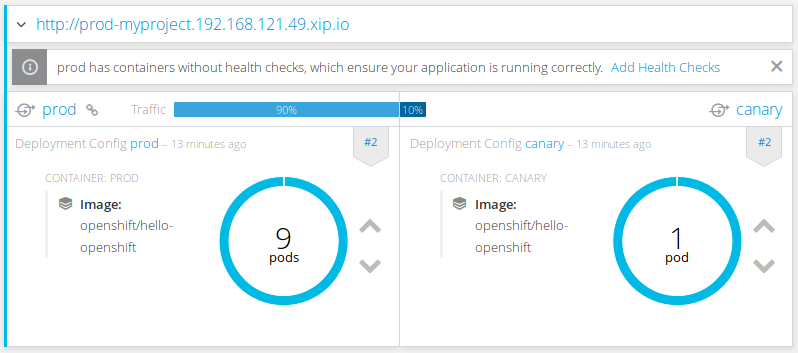 http://prod-myproject.192.168.121.49.xip.io
prod has containers without health checks, which ensure your application is running correctly. Add Health Checks
prod Traffic 90% 10% canary
Deployment Config prod – 13 minutes ago #2
CONTAINER: PROD
Image:
openshift/hello-
openshift
9
pods
Deployment Config canary – 13 minutes ago #2
CONTAINER: CANARY
Image:
openshift/hello-
openshift
1
pod